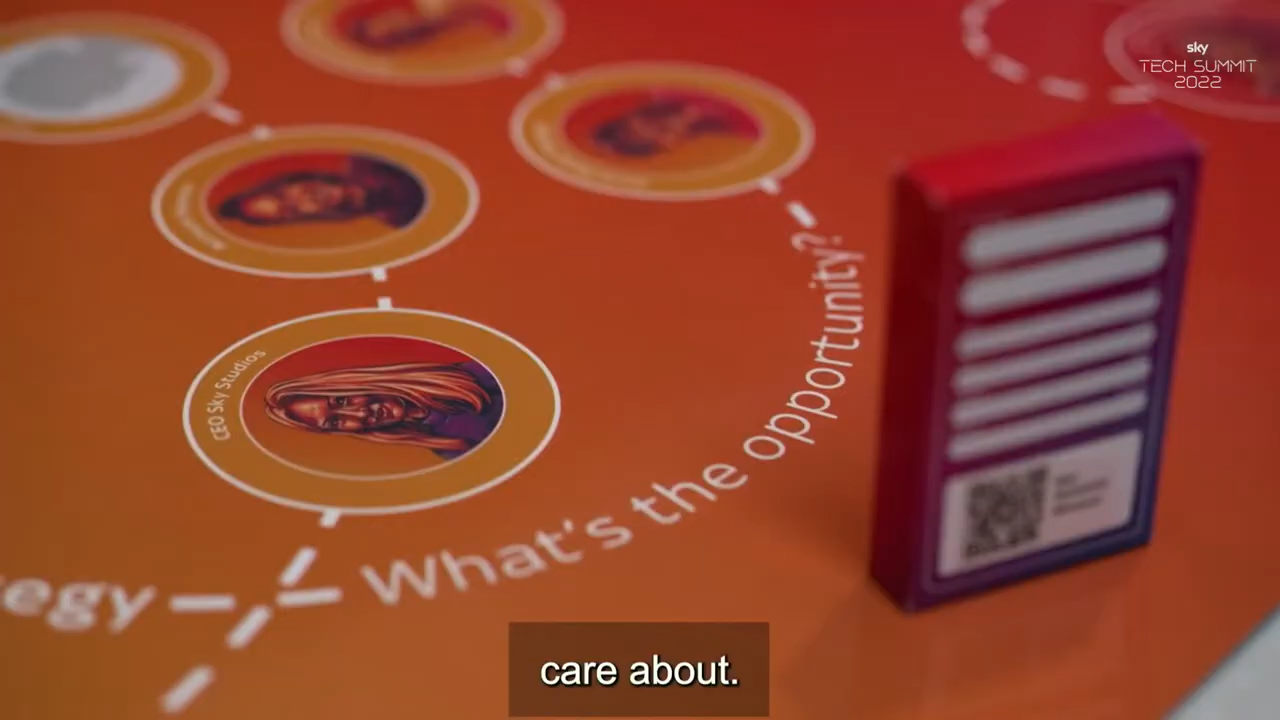 sky
TECH SUMMIT
2022
CEO Sky Studios
What's the opportunity?
egy
care about.